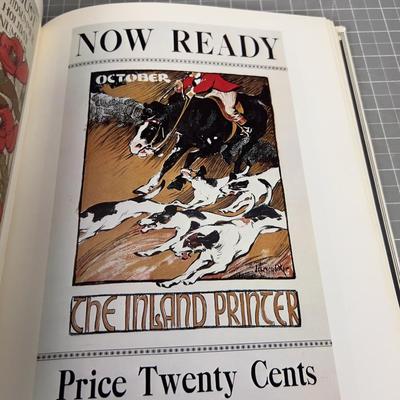 NOW READY
OCTOBER
THE INLAND PRINTER
Price Twenty Cents